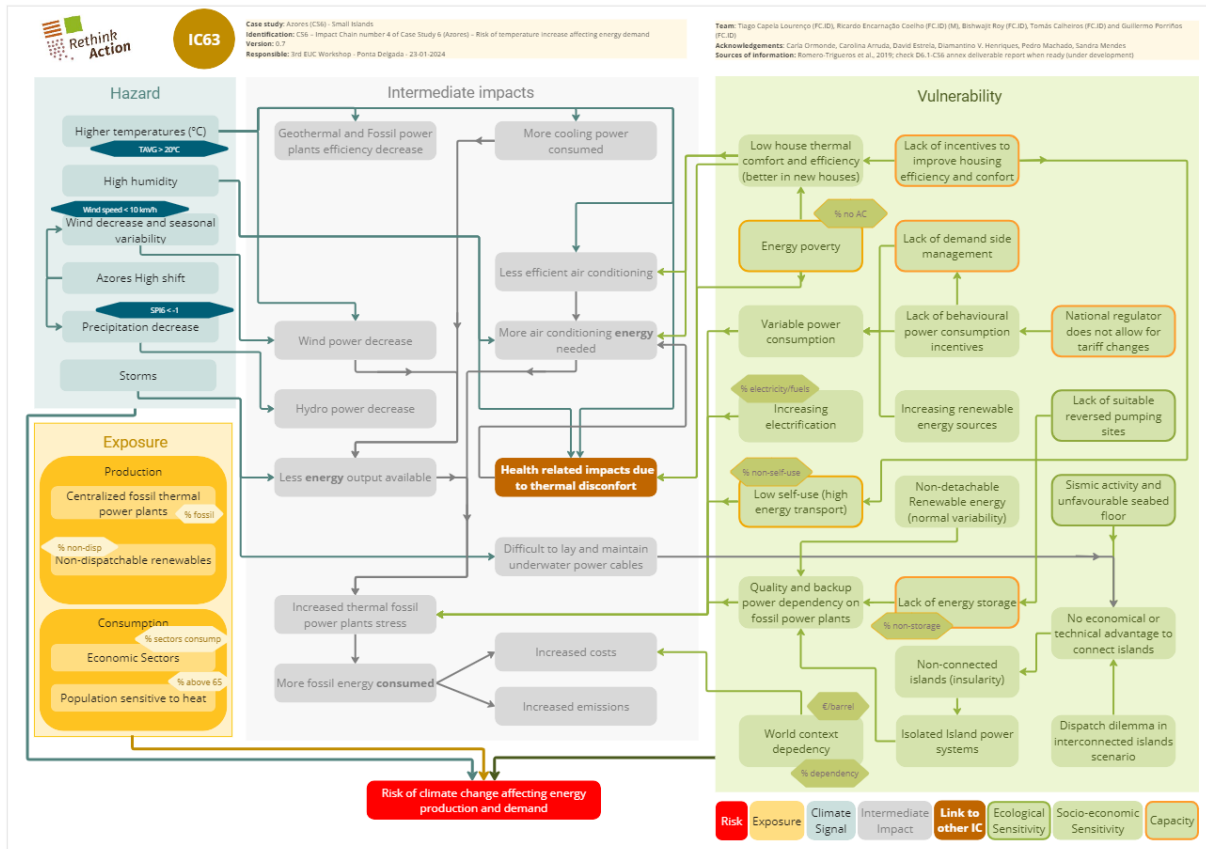 Rethink
Action
IC63
Case study: Azores (CS6) - Small Islands
Identification: CS6 – Impact Chain number 4 of Case Study 6 (Azores) – Risk of temperature increase affecting energy demand
Version: 0.7
Responsible: 3rd EUC Workshop - Ponta Delgada - 23-01-2024
Team: Tiago Capela Lourenço (FC.ID), Ricardo Encarnação Coelho (FC.ID) (M), Bishwajit Roy (FC.ID), Tomás Calheiros (FC.ID) and Guillermo Porriños
(FC.ID)
Acknowledgements: Carla Ormonde, Carolina Arruda, David Estrela, Diamantino V. Henriques, Pedro Machado, Sandra Mendes
Sources of information: Romero-Trigueros et al., 2019; check D6.1-CS6 annex deliverable report when ready (under development)
Hazard
Higher temperatures (°C)
TAVG > 20°C
High humidity
Wind speed < 10 km/h
Wind decrease and seasonal
variability
Azores High shift
SPI6 < -1
Precipitation decrease
Storms
Exposure
Production
Centralized fossil thermal
power plants
% fossil
% non-disp
Non-dispatchable renewables
Consumption
% sectors consump
Economic Sectors
% above 65
Population sensitive to heat
Intermediate impacts
Geothermal and Fossil power
plants efficiency decrease
More cooling power
consumed
Less efficient air conditioning
Wind power decrease
More air conditioning energy
needed
Hydro power decrease
Less energy output available
Health related impacts due
to thermal disconfort
Difficult to lay and maintain
underwater power cables
Increased thermal fossil
power plants stress
More fossil energy consumed
Increased costs
Increased emissions
Vulnerability
Low house thermal
comfort and efficiency
(better in new houses)
Lack of incentives to
improve housing
efficiency and confort
% no AC
Energy poverty
Lack of demand side
management
Variable power
consumption
Lack of behavioural
power consumption
incentives
National regulator
does not allow for
tariff changes
% electricity/fuels
Increasing
electrification
Increasing renewable
energy sources
Lack of suitable
reversed pumping
sites
% non-self-use
Low self-use (high
energy transport)
Non-detachable
Renewable energy
(normal variability)
Sismic activity and
unfavourable seabed
floor
Quality and backup
power dependency on
fossil power plants
Lack of energy storage
% non-storage
No economical or
technical advantage to
connect islands
Non-connected
islands (insularity)
€/barrel
World context
depedency
% dependency
Isolated Island power
systems
Dispatch dilemma in
interconnected islands
scenario
Risk of climate change affecting energy
production and demand
Risk
Exposure
Climate
Signal
Intermediate
Impact
Link to
other IC
Ecological
Sensitivity
Socio-economic
Sensitivity
Capacity